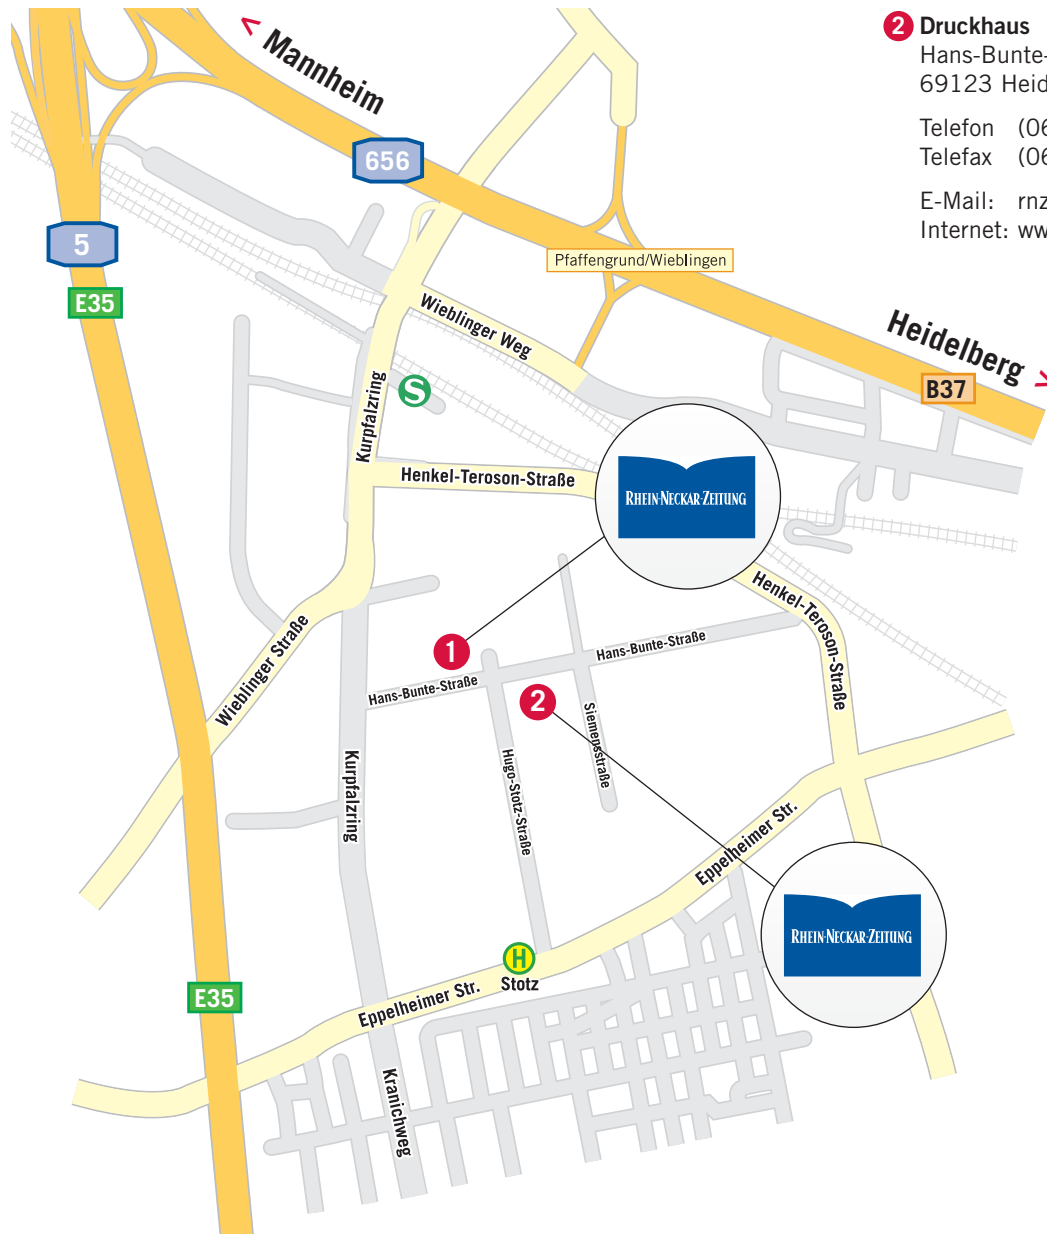 2 Druckhaus
Hans-Bunte-
69123 Heid
Telefon (06
Telefax (06
E-Mail: rnz
Internet: ww
< Mannheim
656
5
E35
Pfaffengrund/Wieblingen
Wieblinger Weg
Heidelberg >
B37
Kurpfalzring
S
Henkel-Teroson-Straße
RHEIN-NECKAR-ZEITUNG
Henkel-Teroson-Straße
Wieblinger Straße
1
Hans-Bunte-Straße
Hans-Bunte-Straße
2
Siemensstraße
Kurpfalzring
Hugo-Stotz-Straße
Eppelheimer Str.
RHEIN-NECKAR-ZEITUNG
H
Stotz
E35
Eppelheimer Str.
Kranichweg